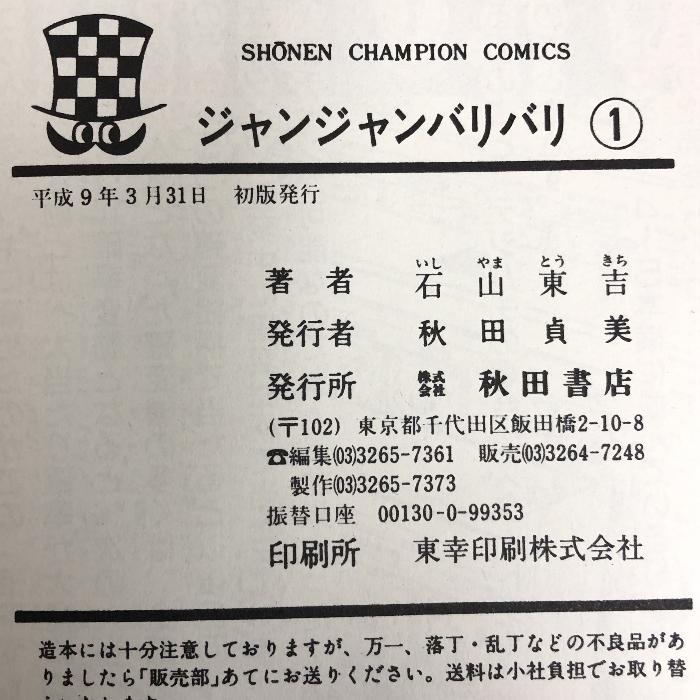 SHŌNEN CHAMPION COMICS
ジャンジャンバリバリ ①
平成9年3月31日 初版発行
いし やま とう きち
著者 石山東吉
発行者 秋田貞美
発行所 株式会社 秋田書店
(〒102) 東京都千代田区飯田橋2-10-8
☎編集(03)3265-7361 販売(03)3264-7248
製作(03)3265-7373
振替口座 00130-0-99353
印刷所 東幸印刷株式会社
造本には十分注意しておりますが、万一、落丁・乱丁などの不良品があ
りましたら「販売部」あてにお送りください。送料は小社負担でお取り替